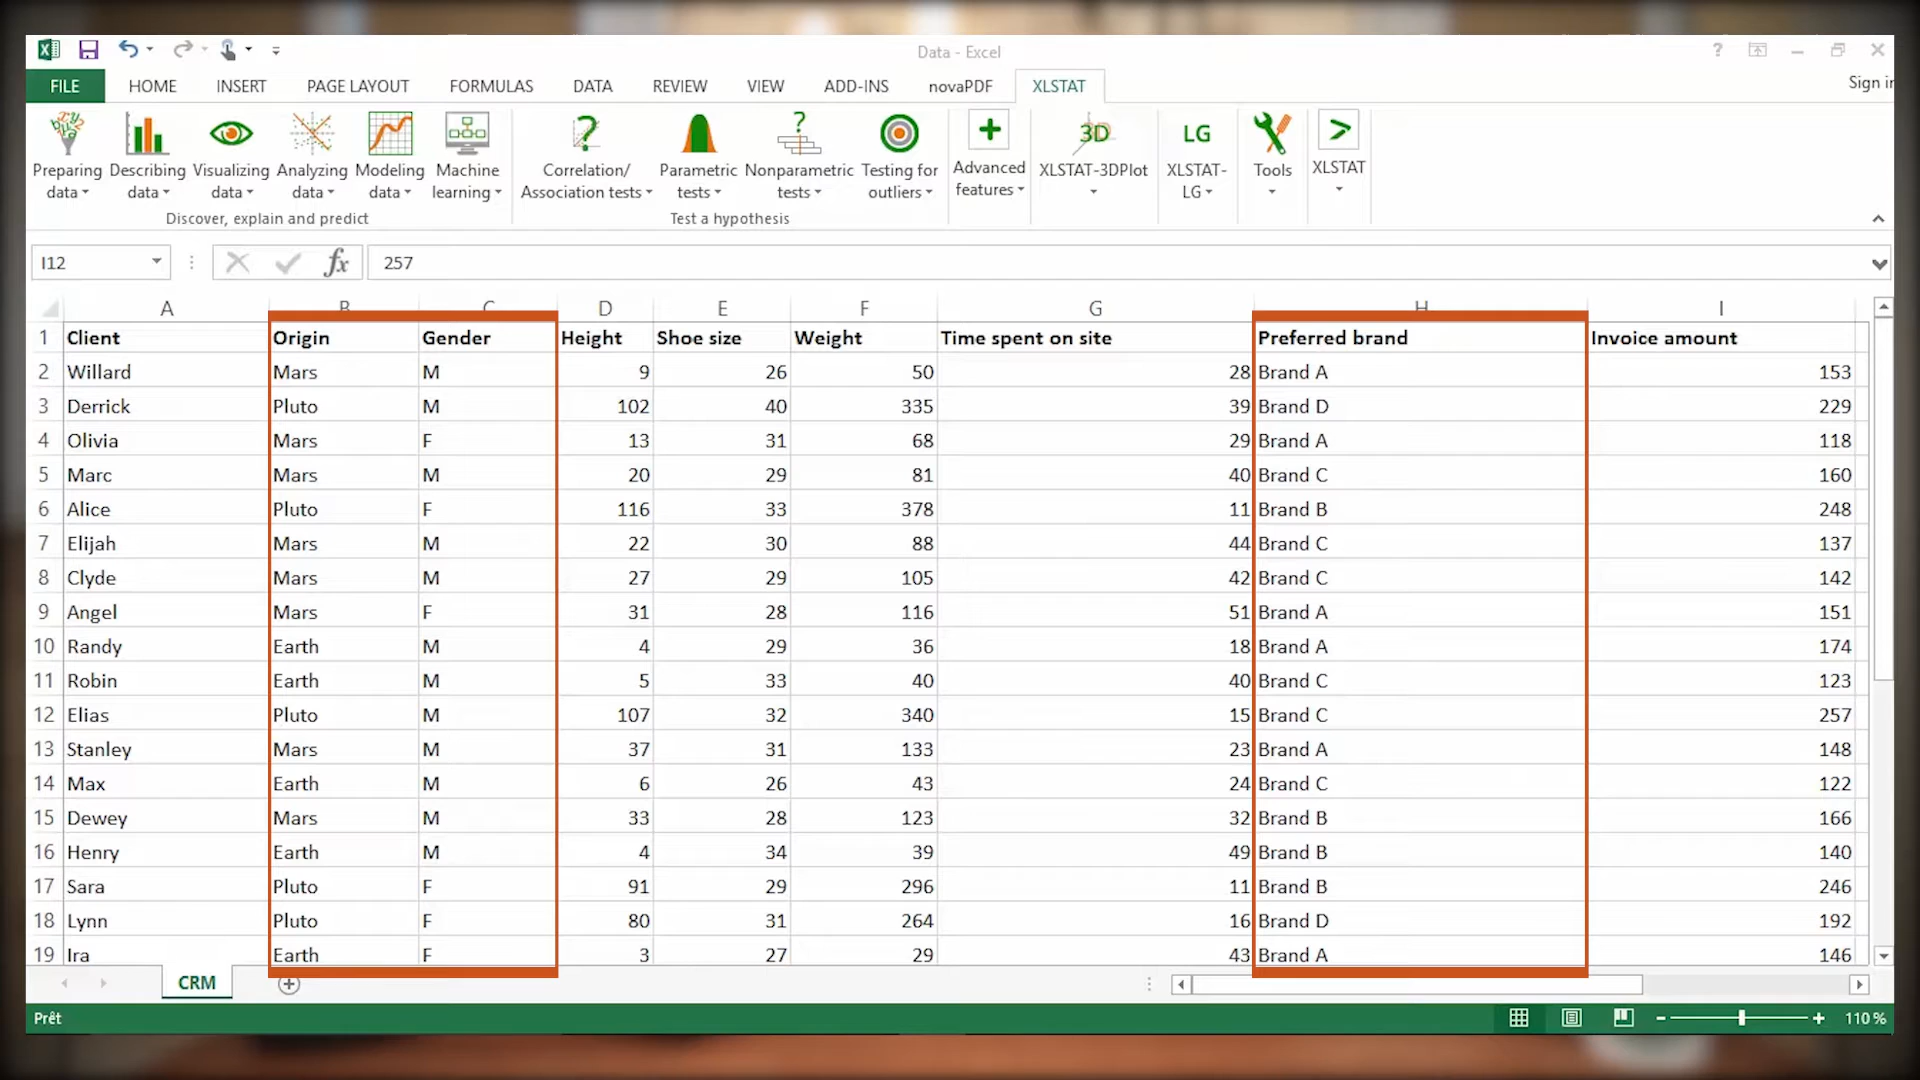 Data - Excel
?
Sign in
FILE HOME INSERT PAGE LAYOUT FORMULAS DATA REVIEW VIEW ADD-INS novaPDF XLSTAT
3D LG
Preparing data Describing data Visualizing data Analyzing data Modeling data Machine learning Correlation/ Association tests Parametric tests Nonparametric tests Testing for outliers Advanced features XLSTAT-3DPlot XLSTAT-LG Tools XLSTAT
Discover, explain and predict Test a hypothesis
I12 fx 257
A B C D E F G H I
1 Client Origin Gender Height Shoe size Weight Time spent on site Preferred brand Invoice amount
2 Willard Mars M 9 26 50 28 Brand A 153
3 Derrick Pluto M 102 40 335 39 Brand D 229
4 Olivia Mars F 13 31 68 29 Brand A 118
5 Marc Mars M 20 29 81 40 Brand C 160
6 Alice Pluto F 116 33 378 11 Brand B 248
7 Elijah Mars M 22 30 88 44 Brand C 137
8 Clyde Mars M 27 29 105 42 Brand C 142
9 Angel Mars F 31 28 116 51 Brand A 151
10 Randy Earth M 4 29 36 18 Brand A 174
11 Robin Earth M 5 33 40 40 Brand C 123
12 Elias Pluto M 107 32 340 15 Brand C 257
13 Stanley Mars M 37 31 133 23 Brand A 148
14 Max Earth M 6 26 43 24 Brand C 122
15 Dewey Mars M 33 28 123 32 Brand B 166
16 Henry Earth M 4 34 39 49 Brand B 140
17 Sara Pluto F 91 29 296 11 Brand B 246
18 Lynn Pluto F 80 31 264 16 Brand D 192
19 Ira Earth F 3 27 29 43 Brand A 146
CRM
Prêt 110 %